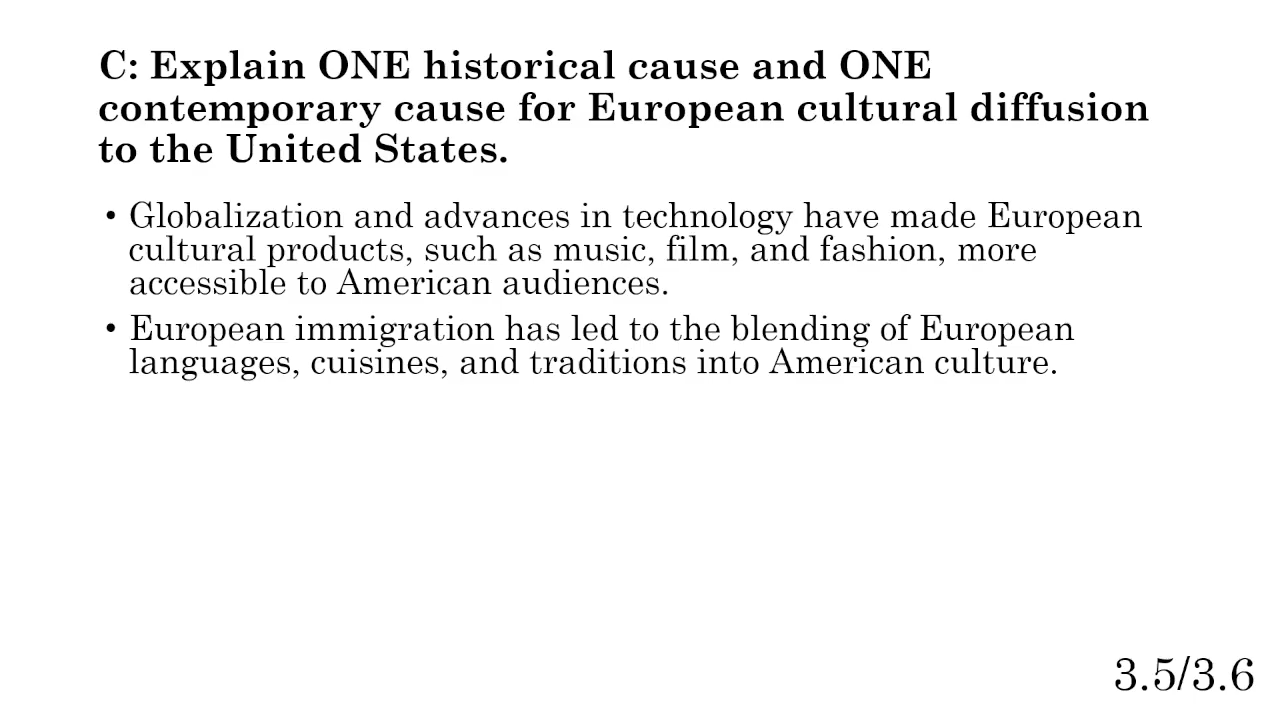 C: Explain ONE historical cause and ONE
contemporary cause for European cultural diffusion
to the United States.
• Globalization and advances in technology have made European
cultural products, such as music, film, and fashion, more
accessible to American audiences.
• European immigration has led to the blending of European
languages, cuisines, and traditions into American culture.
3.5/3.6